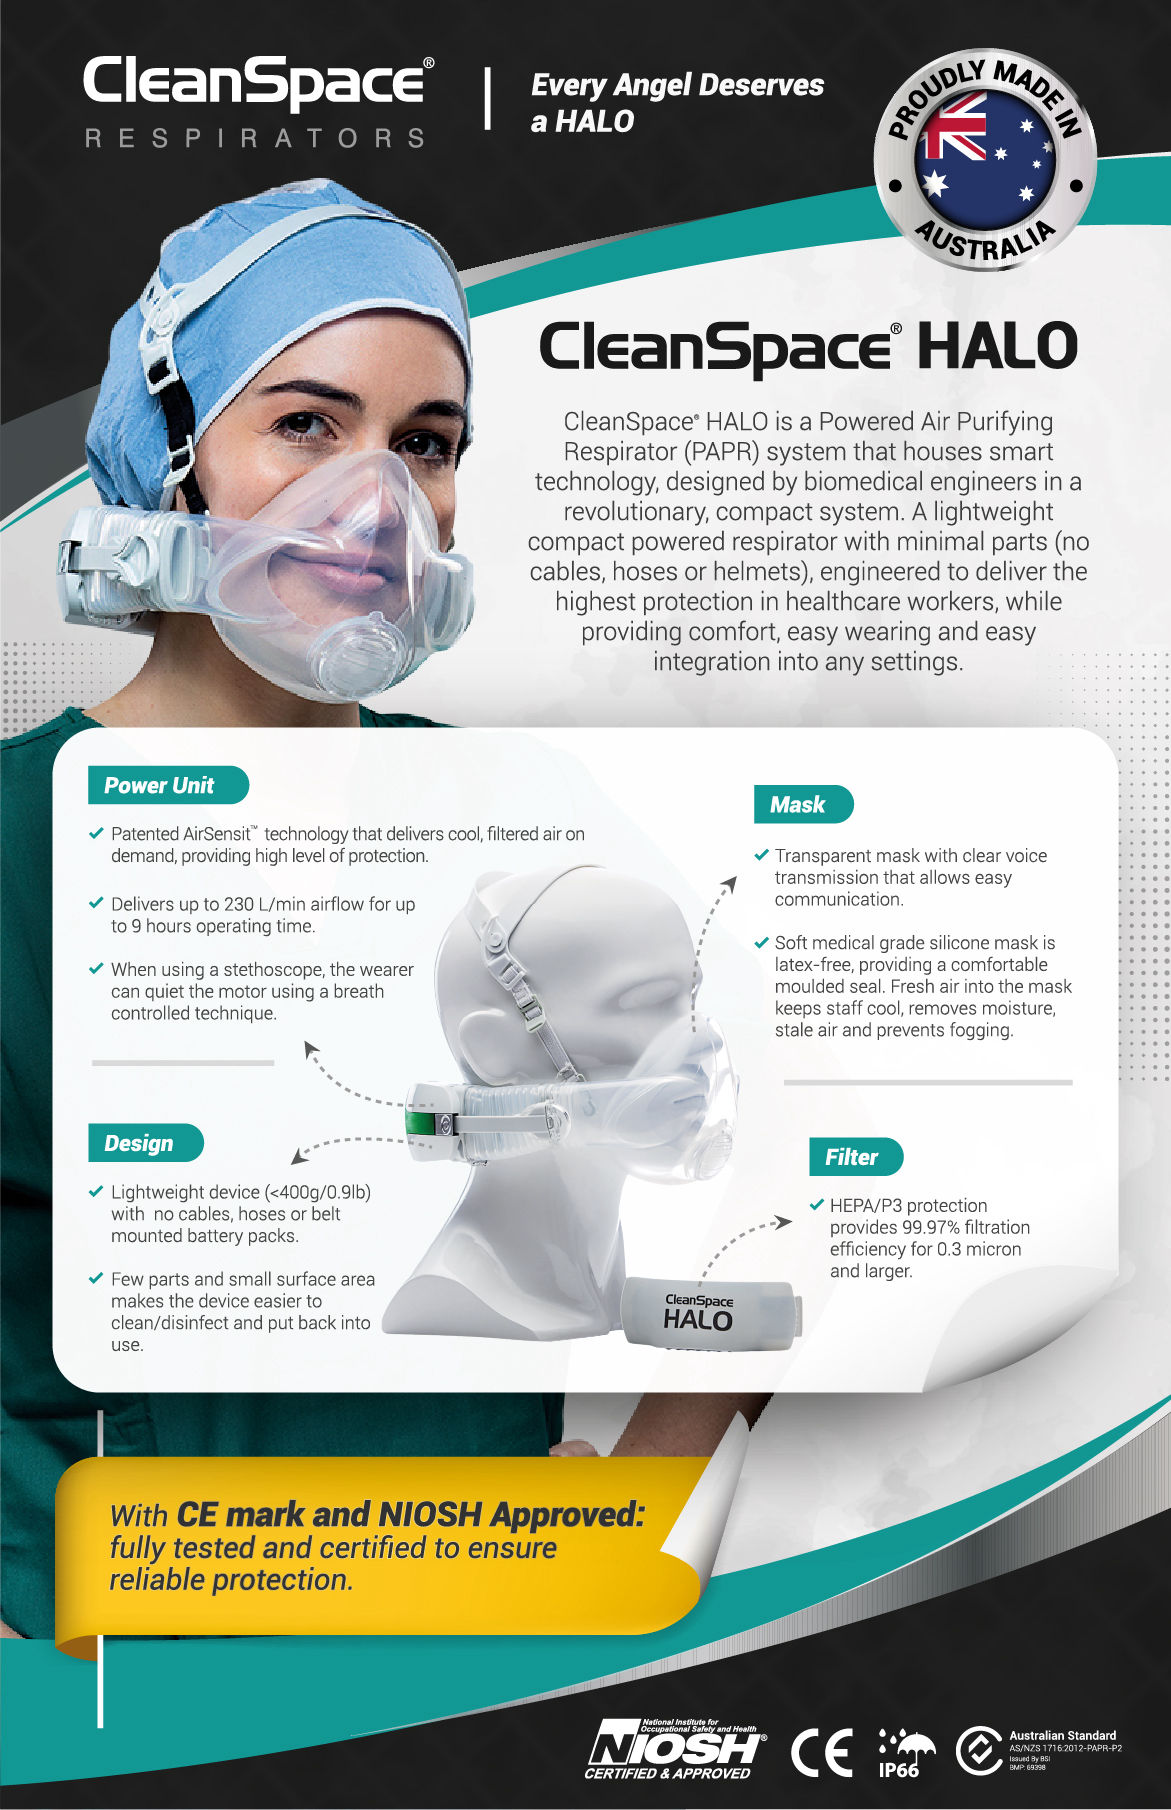 CleanSpace®
RESPIRATORS
Every Angel Deserves
a HALO
PROUDLY MADE IN
AUSTRALIA
CleanSpace® HALO
CleanSpace® HALO is a Powered Air Purifying
Respirator (PAPR) system that houses smart
technology, designed by biomedical engineers in a
revolutionary, compact system. A lightweight
compact powered respirator with minimal parts (no
cables, hoses or helmets), engineered to deliver the
highest protection in healthcare workers, while
providing comfort, easy wearing and easy
integration into any settings.
Power Unit
Patented AirSensit™ technology that delivers cool, filtered air on
demand, providing high level of protection.
Delivers up to 230 L/min airflow for up
to 9 hours operating time.
When using a stethoscope, the wearer
can quiet the motor using a breath
controlled technique.
Design
Lightweight device (<400g/0.9lb)
with no cables, hoses or belt
mounted battery packs.
Few parts and small surface area
makes the device easier to
clean/disinfect and put back into
use.
Mask
Transparent mask with clear voice
transmission that allows easy
communication.
Soft medical grade silicone mask is
latex-free, providing a comfortable
moulded seal. Fresh air into the mask
keeps staff cool, removes moisture,
stale air and prevents fogging.
Filter
HEPA/P3 protection
provides 99.97% filtration
efficiency for 0.3 micron
and larger.
CleanSpace
HALO
With CE mark and NIOSH Approved:
fully tested and certified to ensure
reliable protection.
National Institute for
Occupational Safety and Health
NIOSH®
CERTIFIED & APPROVED
CE
IP66
Australian Standard
AS/NZS 1716:2012-PAPR-P2
Issued By BSI
BMP: 69398